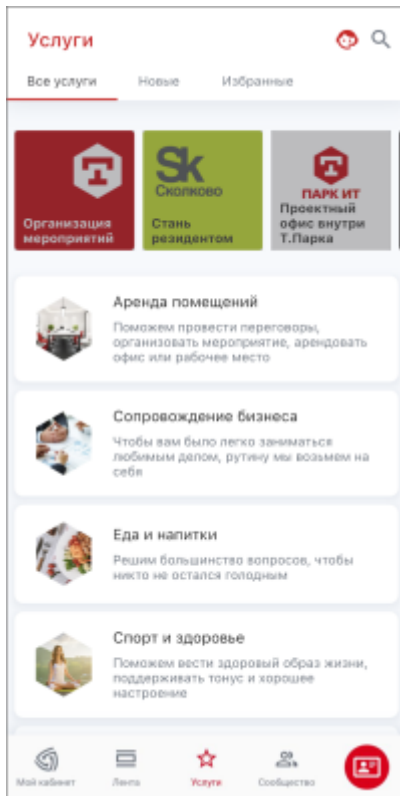 Услуги
Все услуги
Новые
Избранные
Организация
мероприятий
Sk
Сколково
Стань
резидентом
ПАРК ИТ
Проектный
офис внутри
Т.Парка
Аренда помещений
Поможем провести переговоры,
организовать мероприятие, арендовать
офис или рабочее место
Сопровождение бизнеса
Чтобы вам было легко заниматься
любимым делом, рутину мы возьмем на
себя
Еда и напитки
Решим большинство вопросов, чтобы
никто не остался голодным
Спорт и здоровье
Поможем вести здоровый образ жизни,
поддерживать тонус и хорошее
настроение
Мой кабинет
Лента
Услуги
Сообщество